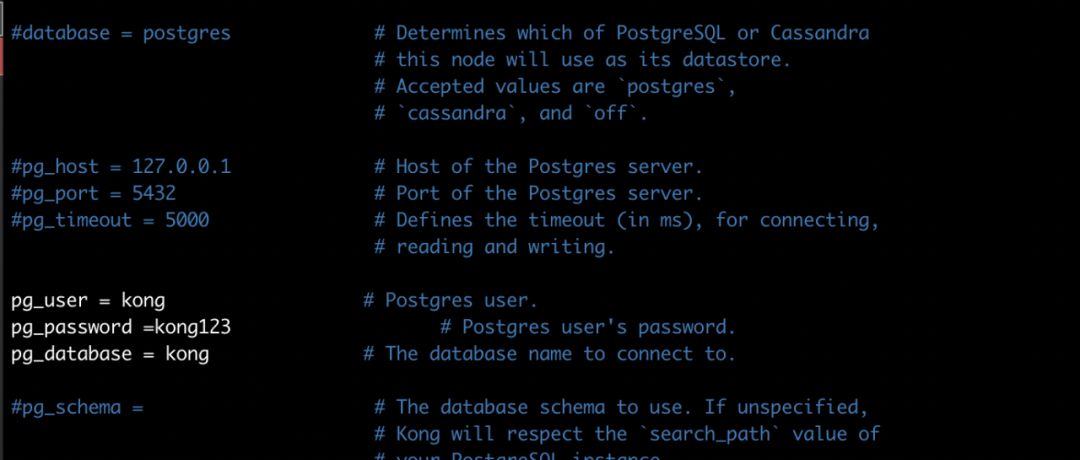 #database = postgres # Determines which of PostgreSQL or Cassandra
# this node will use as its datastore.
# Accepted values are `postgres`,
# `cassandra`, and `off`.
#pg_host = 127.0.0.1 # Host of the Postgres server.
#pg_port = 5432 # Port of the Postgres server.
#pg_timeout = 5000 # Defines the timeout (in ms), for connecting,
# reading and writing.
pg_user = kong # Postgres user.
pg_password =kong123 # Postgres user's password.
pg_database = kong # The database name to connect to.
#pg_schema = # The database schema to use. If unspecified,
# Kong will respect the `search_path` value of
# your PostgreSQL instance.